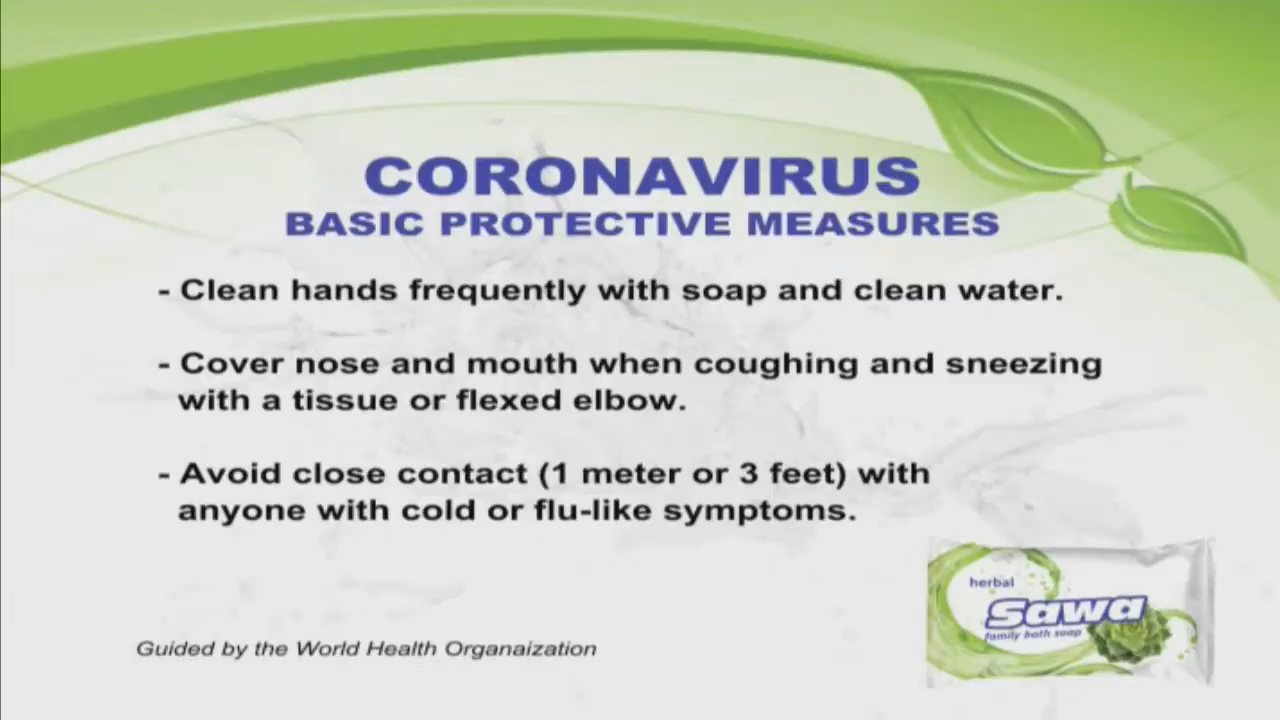 CORONAVIRUS
BASIC PROTECTIVE MEASURES
- Clean hands frequently with soap and clean water.
- Cover nose and mouth when coughing and sneezing
with a tissue or flexed elbow.
- Avoid close contact (1 meter or 3 feet) with
anyone with cold or flu-like symptoms.
herbal
Sawa
family bath soap
Guided by the World Health Organaization